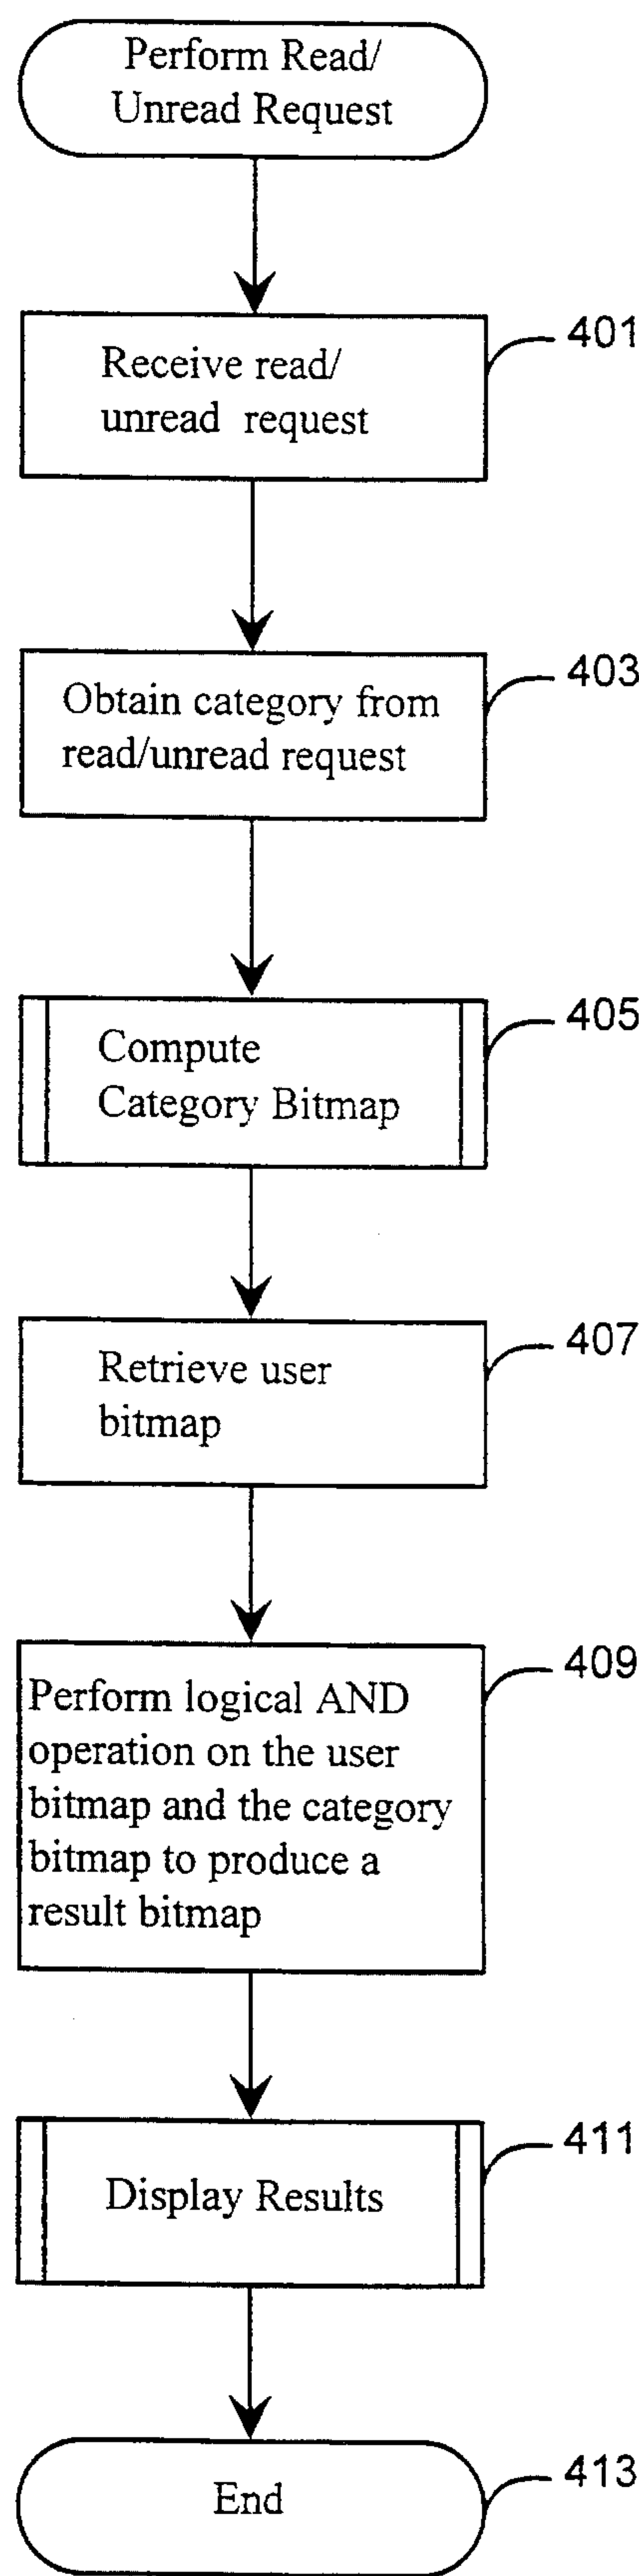 Perform Read/
Unread Request
401
Receive read/
unread request
403
Obtain category from
read/unread request
405
Compute
Category Bitmap
407
Retrieve user
bitmap
409
Perform logical AND
operation on the user
bitmap and the category
bitmap to produce a
result bitmap
411
Display Results
413
End